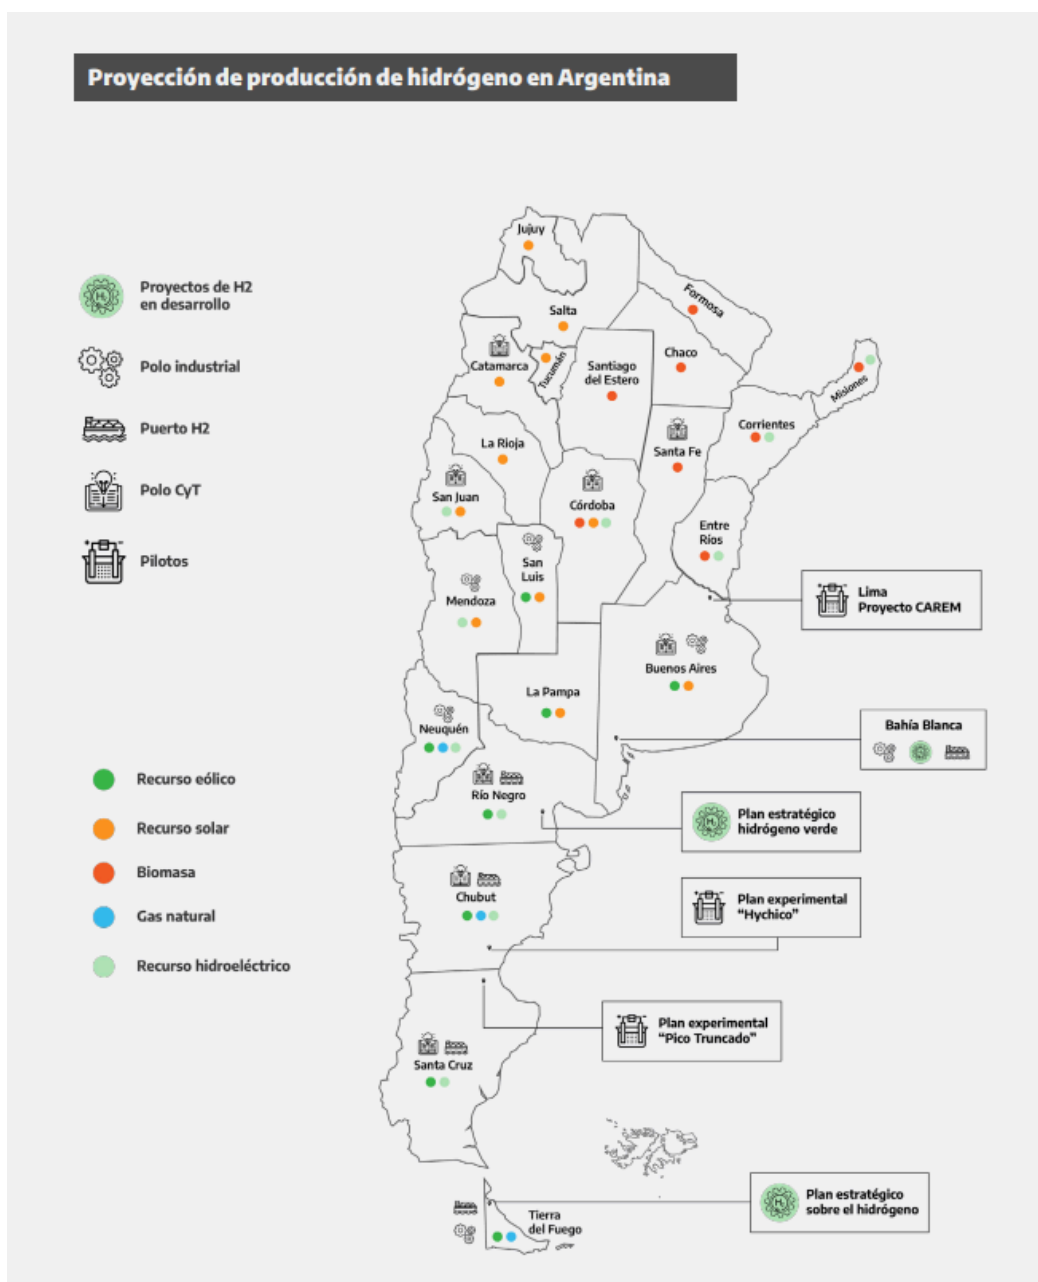 Proyección de producción de hidrógeno en Argentina
Proyectos de H2
en desarrollo
Polo industrial
Puerto H2
Polo CyT
Pilotos
Recurso eólico
Recurso solar
Biomasa
Gas natural
Recurso hidroeléctrico
Jujuy
Salta
Formosa
Catamarca
Tucumán
Santiago
del Estero
Chaco
Misiones
Corrientes
La Rioja
Santa Fe
San Juan
Córdoba
Entre
Ríos
San
Luis
Mendoza
Lima
Proyecto CAREM
Buenos Aires
La Pampa
Neuquén
Bahía Blanca
Río Negro
Plan estratégico
hidrógeno verde
Chubut
Plan experimental
“Hychico”
Plan experimental
“Pico Truncado”
Santa Cruz
Plan estratégico
sobre el hidrógeno
Tierra
del Fuego